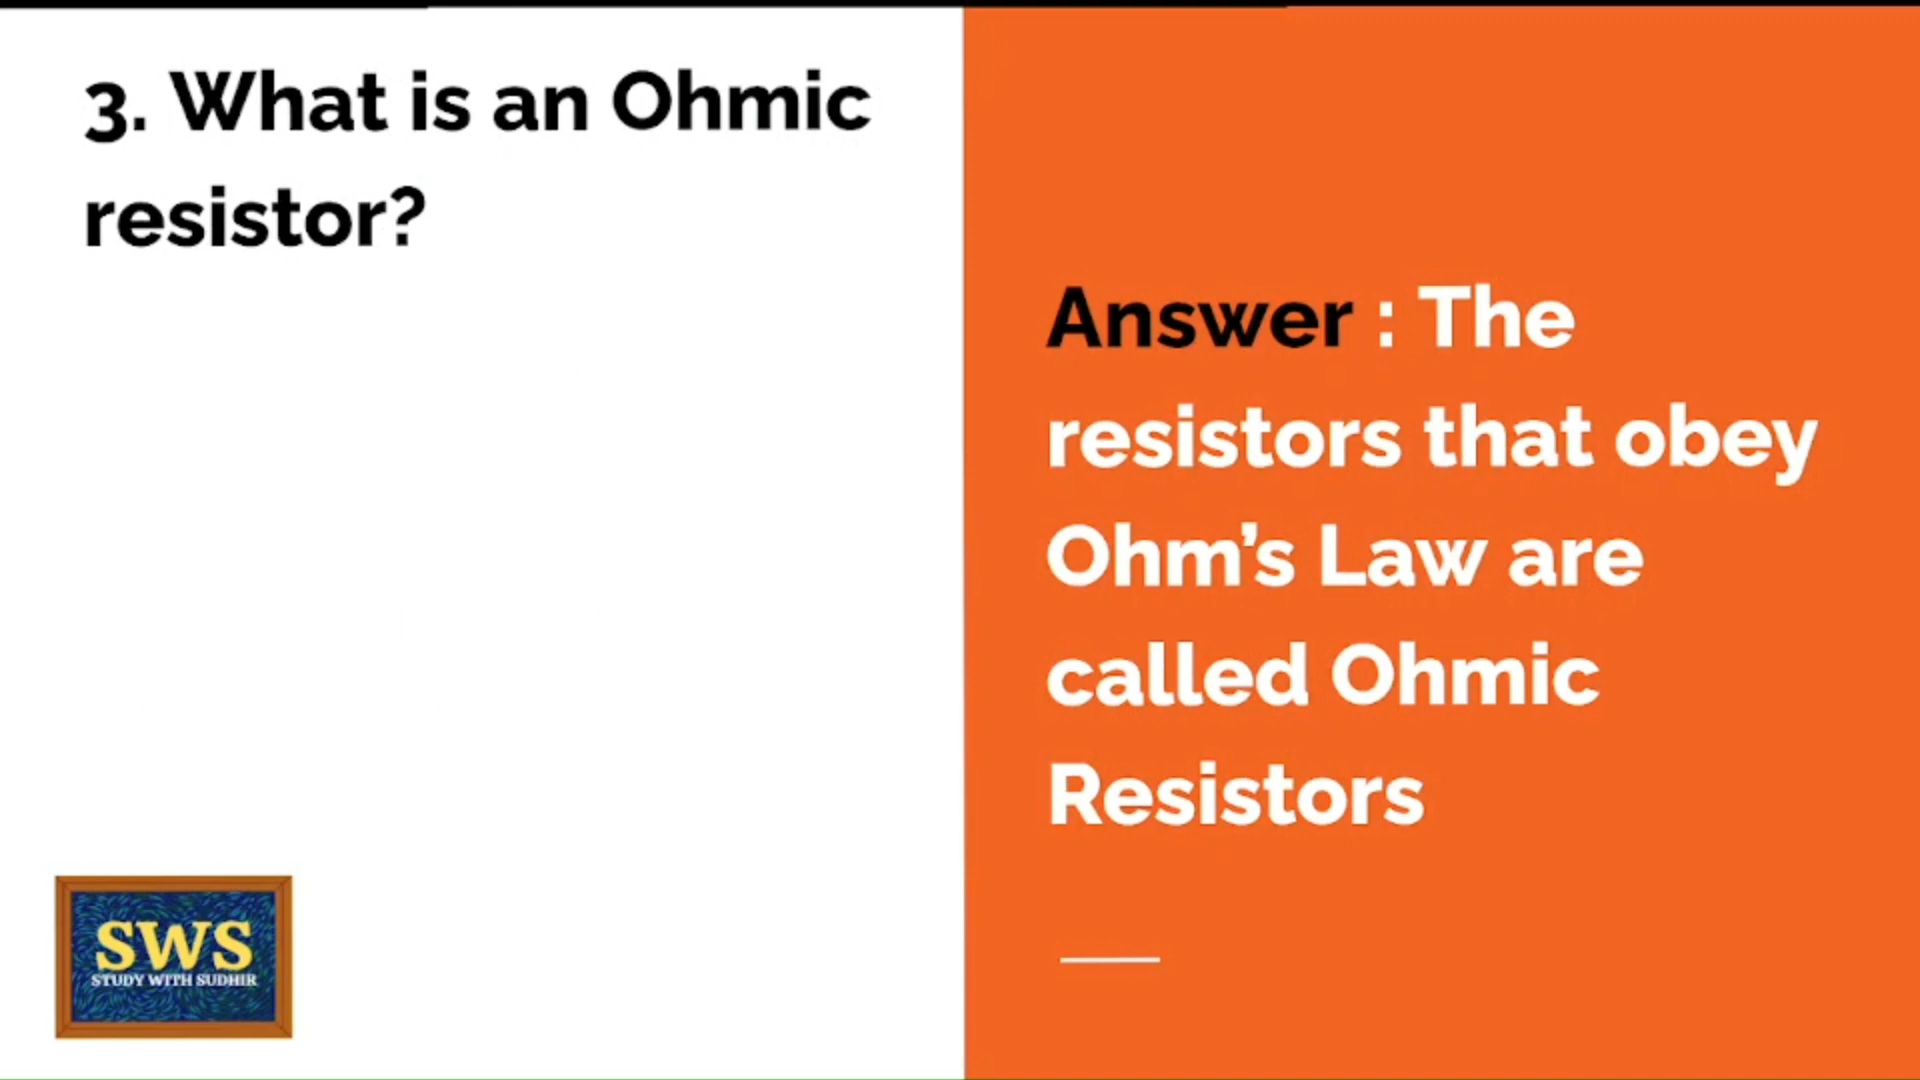 3. What is an Ohmic
resistor?
Answer : The
resistors that obey
Ohm’s Law are
called Ohmic
Resistors
SWS
STUDY WITH SUDHIR